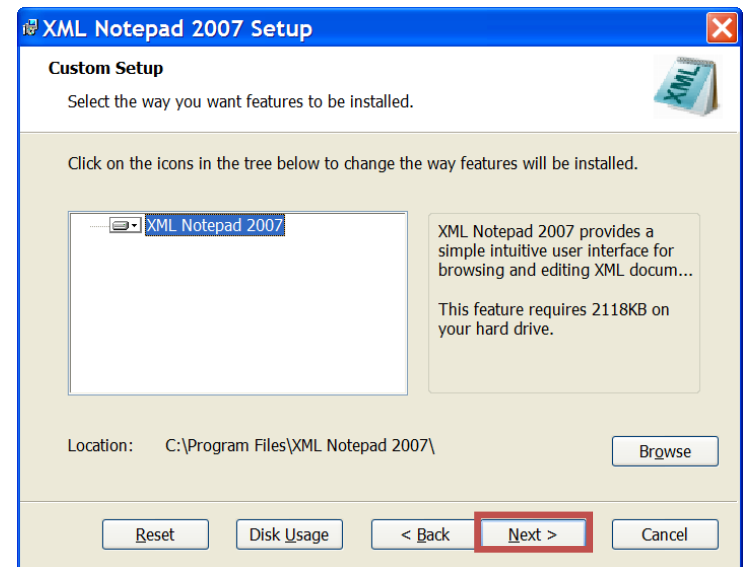 XML Notepad 2007 Setup
Custom Setup
Select the way you want features to be installed.
XML
Click on the icons in the tree below to change the way features will be installed.
XML Notepad 2007
XML Notepad 2007 provides a
simple intuitive user interface for
browsing and editing XML docum...
This feature requires 2118KB on
your hard drive.
Location: C:\Program Files\XML Notepad 2007\
Browse
Reset Disk Usage < Back Next > Cancel